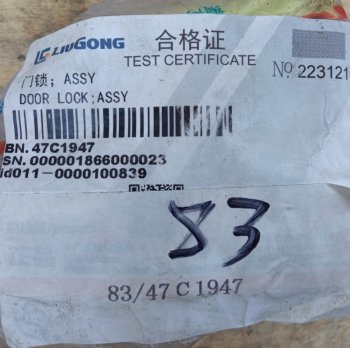 LIUGONG
合格证
TEST CERTIFICATE
No 223121
门锁；ASSY
DOOR LOCK:ASSY
BN. 47C1947
SN. 000001866000023
id011-0000100839
83
83/47 C 1947